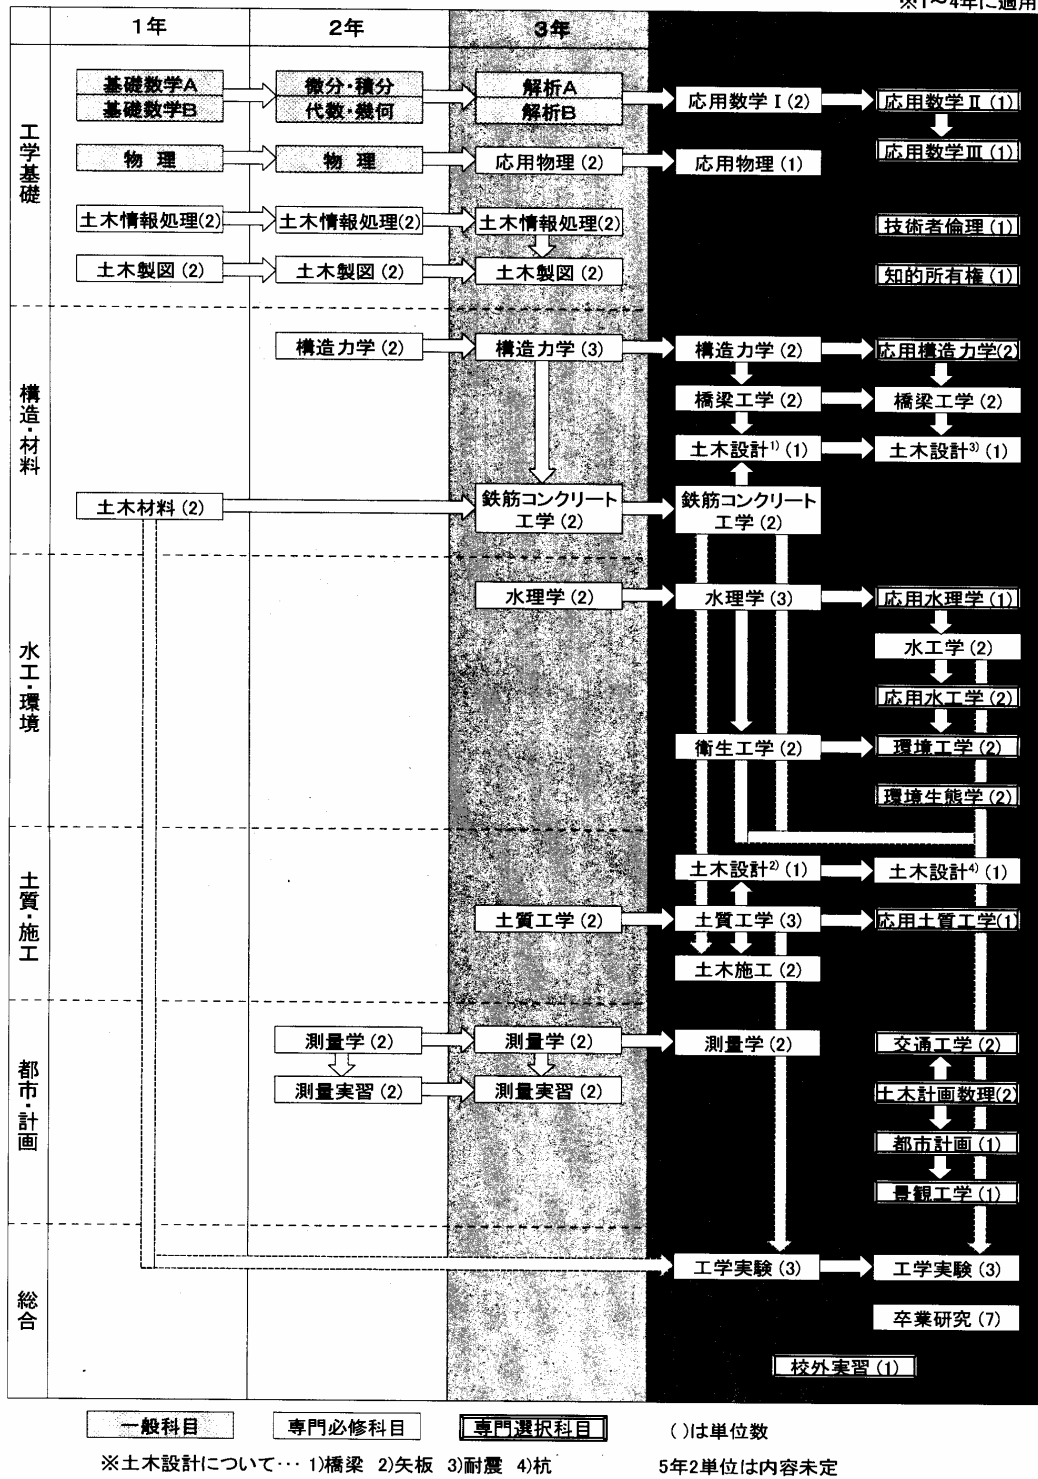 ※1～4年に適用
1年
2年
3年
工学基礎
基礎数学A
微分・積分
解析A
基礎数学B
代数・幾何
解析B
応用数学Ⅰ(2)
応用数学Ⅱ(1)
応用数学Ⅲ(1)
物理
物理
応用物理(2)
応用物理(1)
土木情報処理(2)
土木情報処理(2)
土木情報処理(2)
技術者倫理(1)
土木製図(2)
土木製図(2)
土木製図(2)
知的所有権(1)
構造・材料
構造力学(2)
構造力学(3)
構造力学(2)
応用構造力学(2)
橋梁工学(2)
橋梁工学(2)
土木設計1)(1)
土木設計3)(1)
土木材料(2)
鉄筋コンクリート
工学(2)
鉄筋コンクリート
工学(2)
水工・環境
水理学(2)
水理学(3)
応用水理学(1)
水工学(2)
応用水工学(2)
衛生工学(2)
環境工学(2)
環境生態学(2)
土質・施工
土木設計2)(1)
土木設計4)(1)
土質工学(2)
土質工学(3)
応用土質工学(1)
土木施工(2)
都市・計画
測量学(2)
測量学(2)
測量学(2)
交通工学(2)
測量実習(2)
測量実習(2)
土木計画数理(2)
都市計画(1)
景観工学(1)
総合
工学実験(3)
工学実験(3)
卒業研究(7)
校外実習(1)
一般科目
専門必修科目
専門選択科目
( )は単位数
※土木設計について… 1)橋梁 2)矢板 3)耐震 4)杭
5年2単位は内容未定